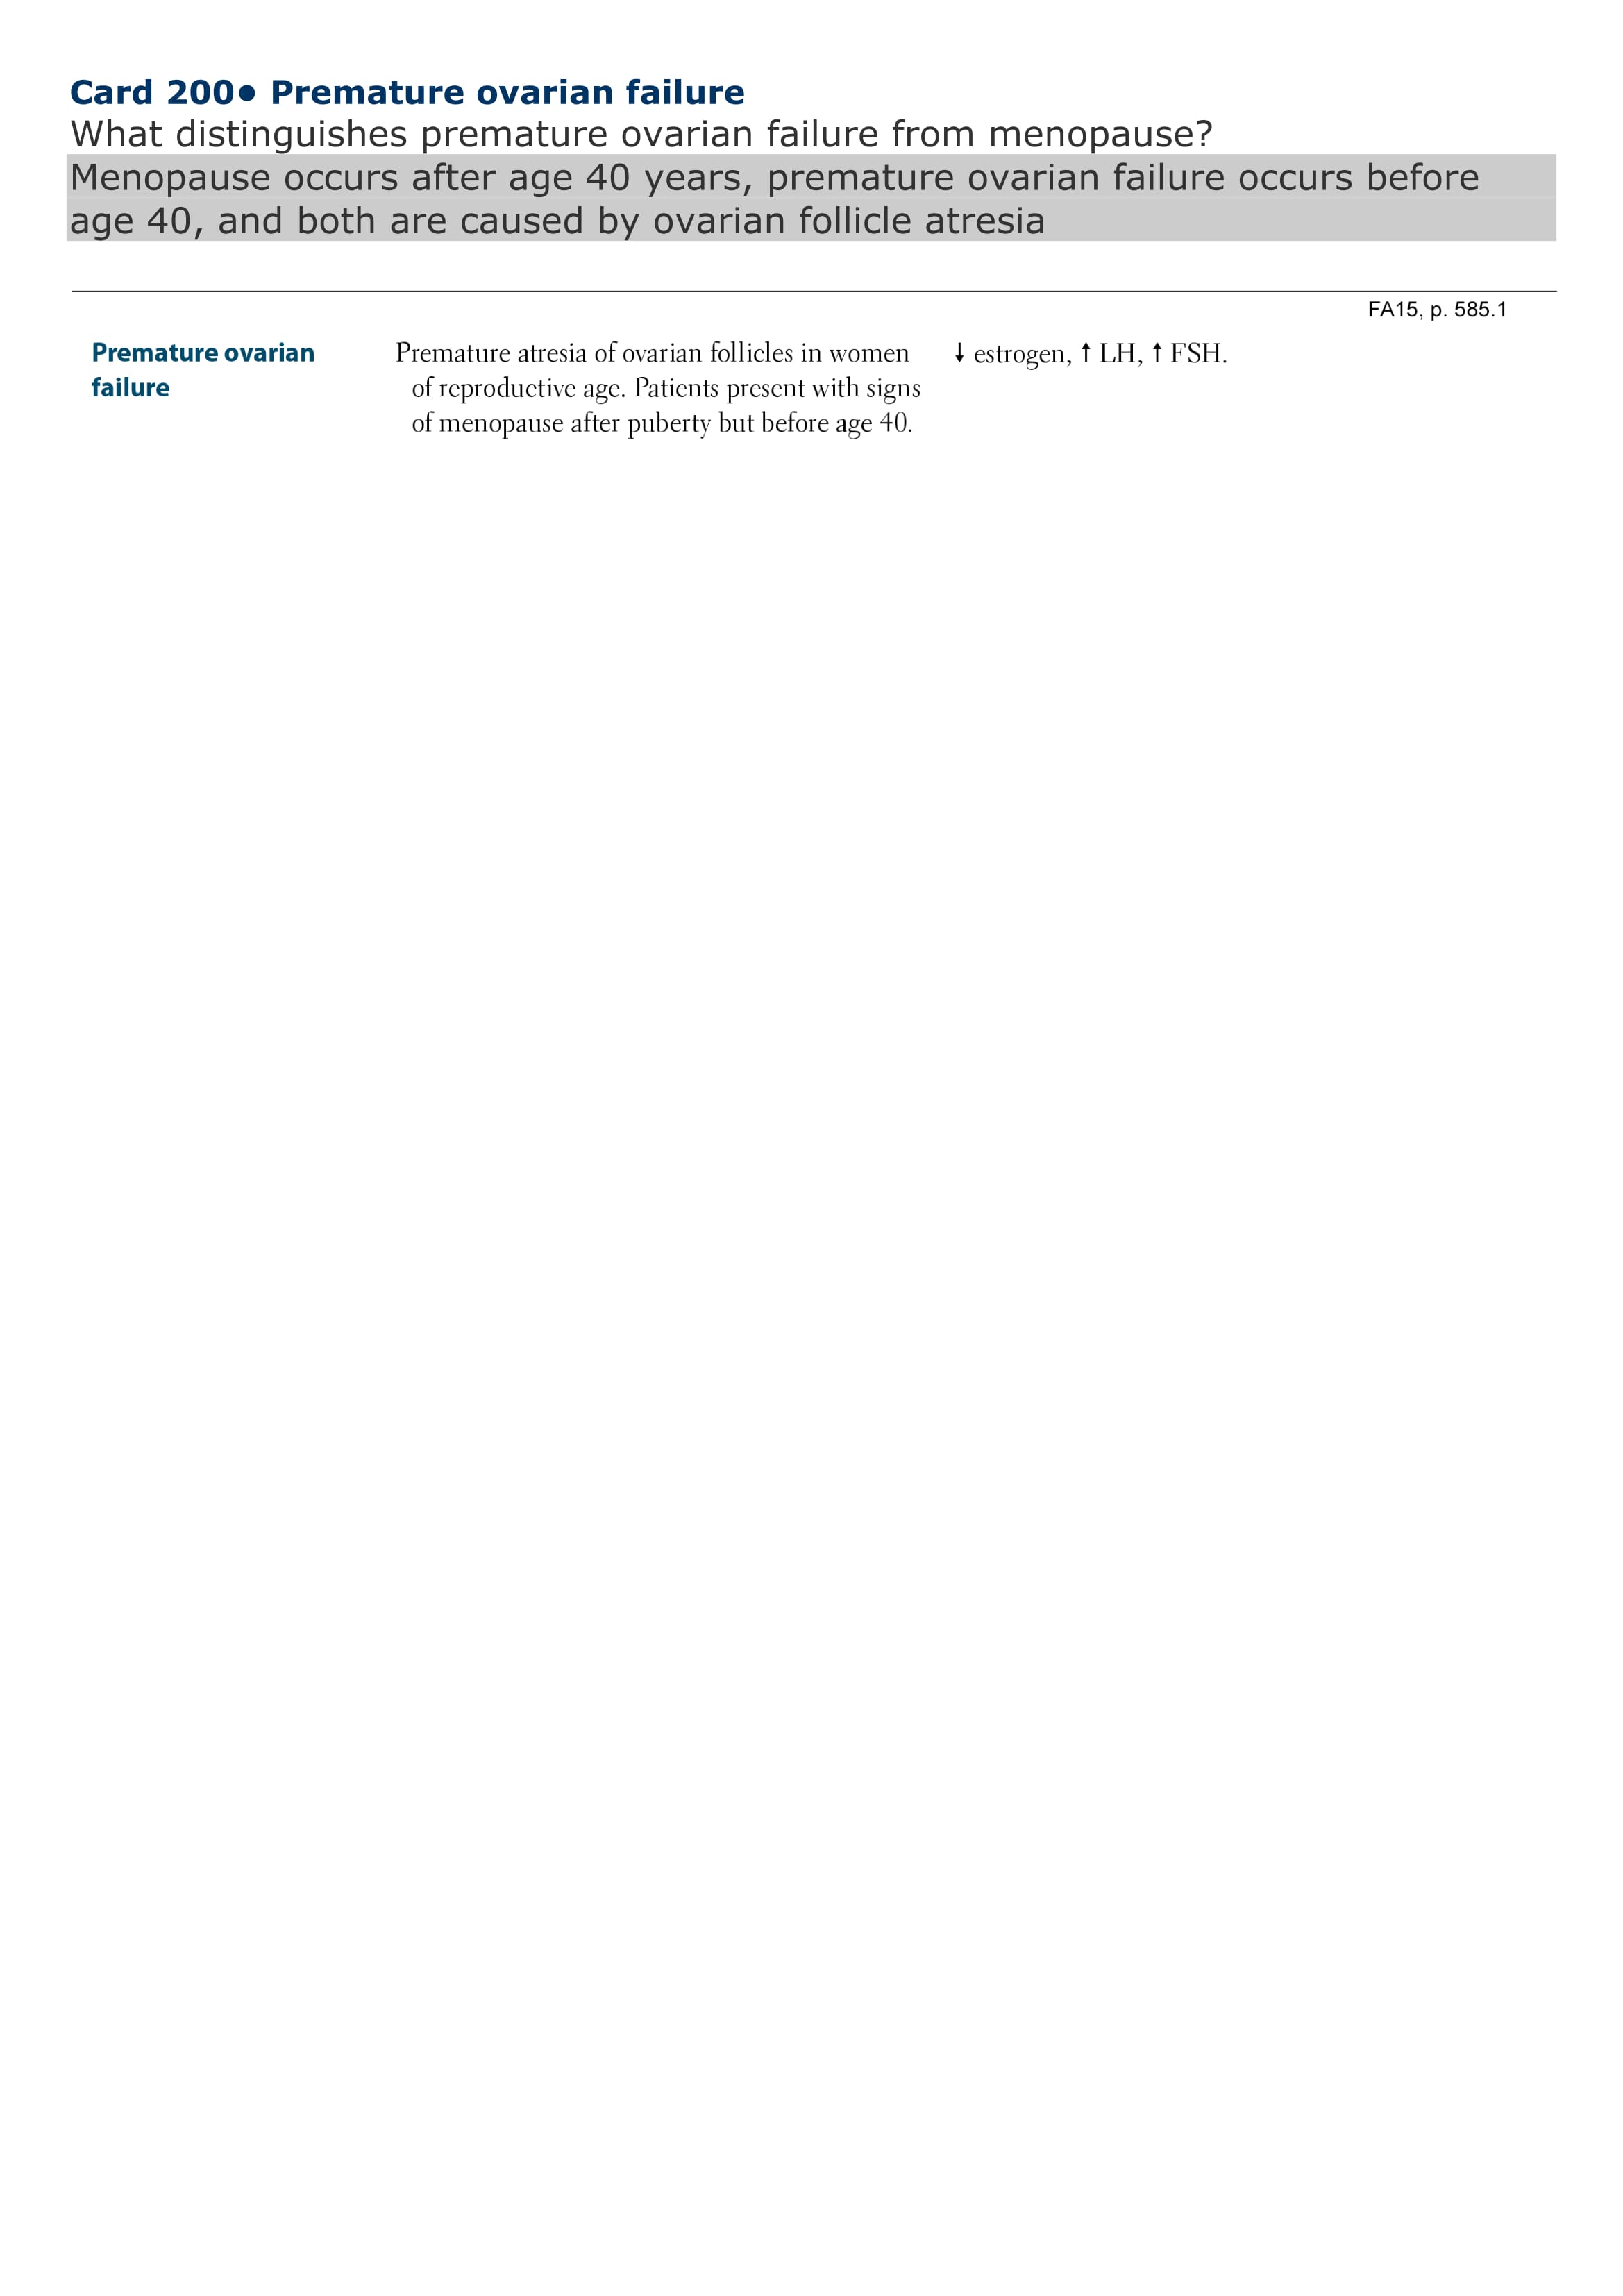 Card 200● Premature ovarian failure
What distinguishes premature ovarian failure from menopause?
Menopause occurs after age 40 years, premature ovarian failure occurs before
age 40, and both are caused by ovarian follicle atresia
FA15, p. 585.1
Premature ovarian
failure
Premature atresia of ovarian follicles in women
of reproductive age. Patients present with signs
of menopause after puberty but before age 40.
↓ estrogen, ↑ LH, ↑ FSH.